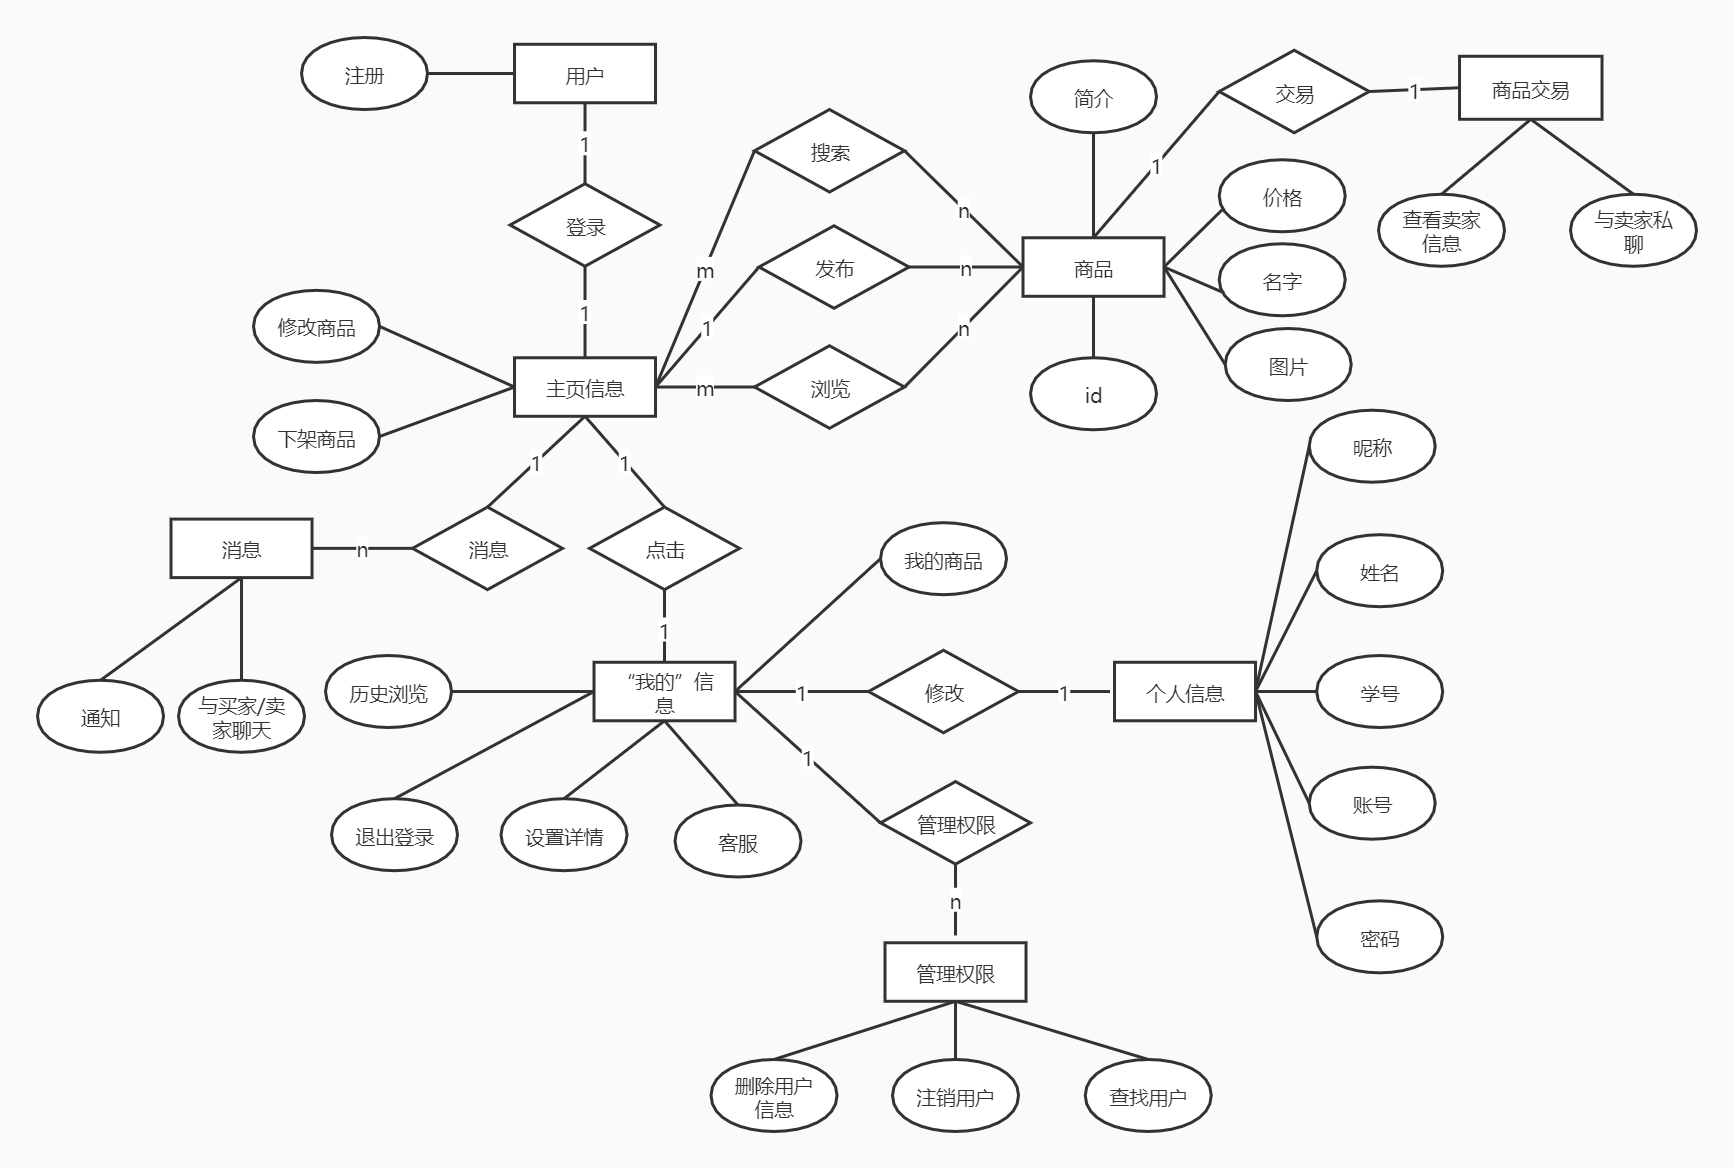 注册
用户
1
登录
1
搜索
发布
浏览
m
1
m
n
n
n
简介
交易
1
商品交易
1
查看卖家
信息
与卖家私
聊
价格
名字
图片
商品
id
修改商品
下架商品
主页信息
1
1
消息
n
消息
点击
1
通知
与买家/卖
家聊天
我的商品
历史浏览
“我的”信
息
1
修改
1
个人信息
昵称
姓名
学号
账号
密码
退出登录
设置详情
客服
1
管理权限
n
管理权限
删除用户
信息
注销用户
查找用户